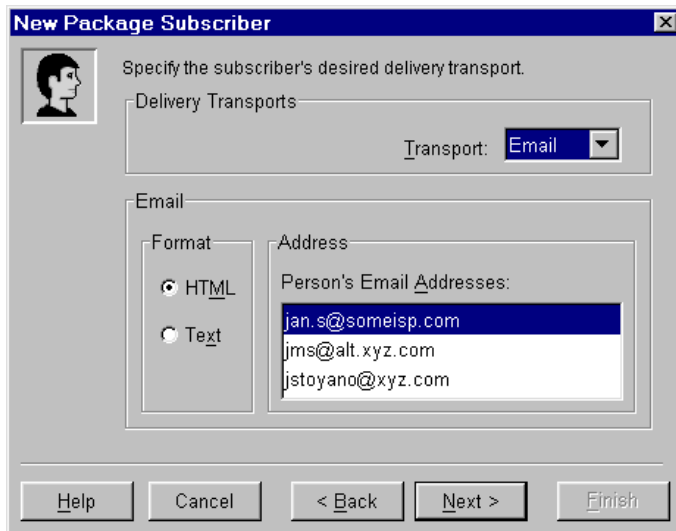 New Package Subscriber
Specify the subscriber's desired delivery transport.
Delivery Transports
Transport: Email
Email
Format
HTML
Text
Address
Person's Email Addresses:
jan.s@someisp.com
jms@alt.xyz.com
jstoyano@xyz.com
Help Cancel < Back Next > Finish